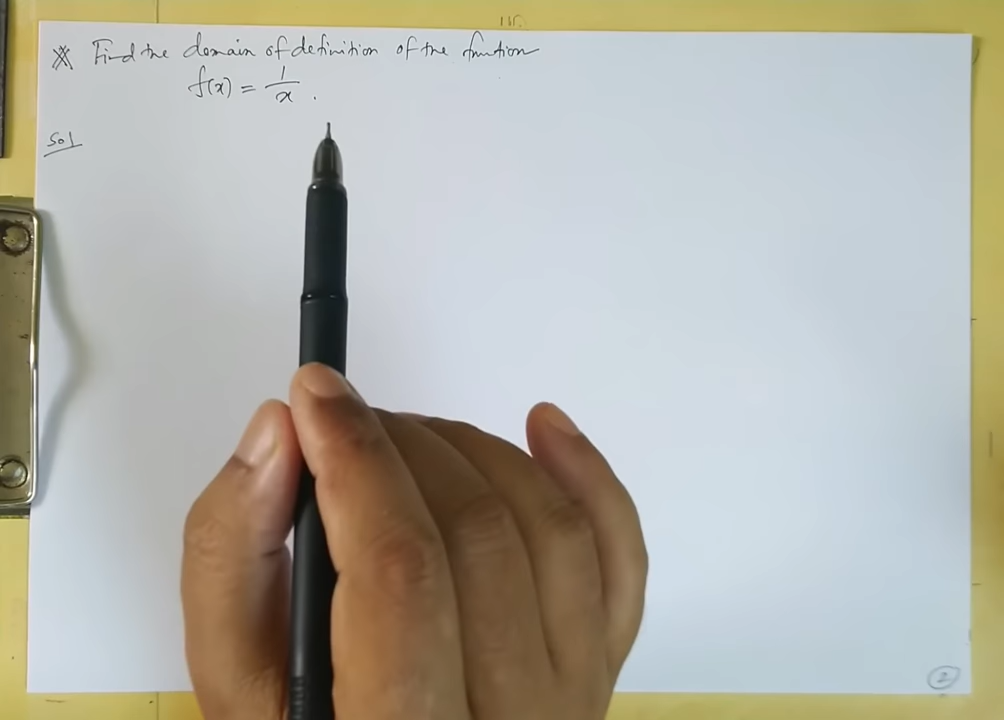 ※ Find the domain of definition of the function
f(x) = 1/x .
Sol
2